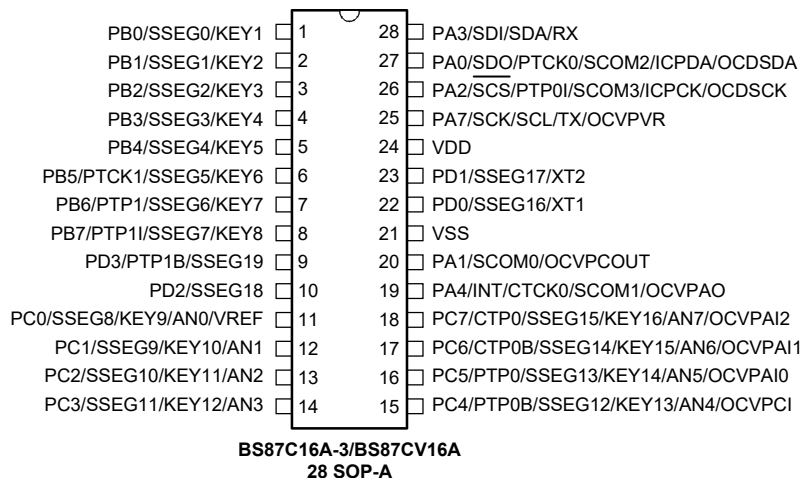 PB0/SSEG0/KEY1 1 28 PA3/SDI/SDA/RX
PB1/SSEG1/KEY2 2 27 PA0/SDO/PTCK0/SCOM2/ICPDA/OCDSDA
PB2/SSEG2/KEY3 3 26 PA2/SCS/PTP0I/SCOM3/ICPCK/OCDSCK
PB3/SSEG3/KEY4 4 25 PA7/SCK/SCL/TX/OCVPVR
PB4/SSEG4/KEY5 5 24 VDD
PB5/PTCK1/SSEG5/KEY6 6 23 PD1/SSEG17/XT2
PB6/PTP1/SSEG6/KEY7 7 22 PD0/SSEG16/XT1
PB7/PTP1I/SSEG7/KEY8 8 21 VSS
PD3/PTP1B/SSEG19 9 20 PA1/SCOM0/OCVPCOUT
PD2/SSEG18 10 19 PA4/INT/CTCK0/SCOM1/OCVPAO
PC0/SSEG8/KEY9/AN0/VREF 11 18 PC7/CTP0/SSEG15/KEY16/AN7/OCVPAI2
PC1/SSEG9/KEY10/AN1 12 17 PC6/CTP0B/SSEG14/KEY15/AN6/OCVPAI1
PC2/SSEG10/KEY11/AN2 13 16 PC5/PTP0/SSEG13/KEY14/AN5/OCVPAI0
PC3/SSEG11/KEY12/AN3 14 15 PC4/PTP0B/SSEG12/KEY13/AN4/OCVPCI
BS87C16A-3/BS87CV16A
28 SOP-A